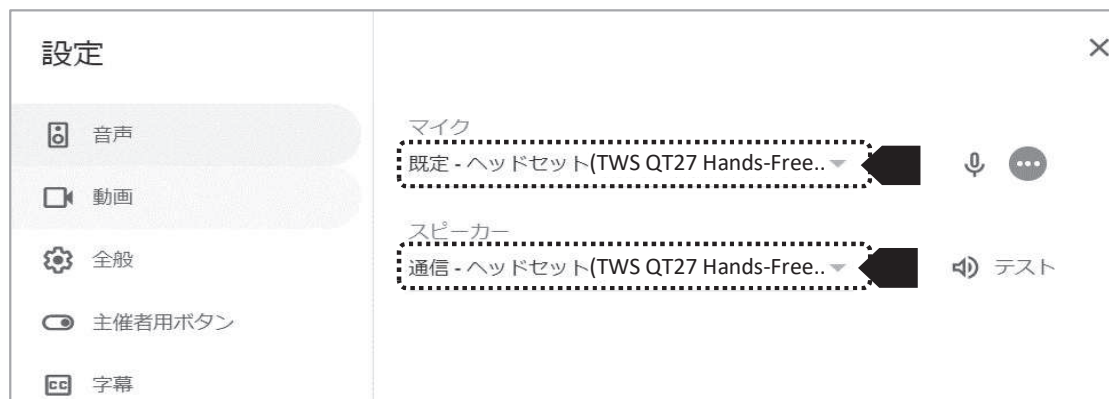 設定
音声
動画
全般
主催者用ボタン
字幕
マイク
既定 - ヘッドセット(TWS QT27 Hands-Free..
スピーカー
通信 - ヘッドセット(TWS QT27 Hands-Free..
テスト